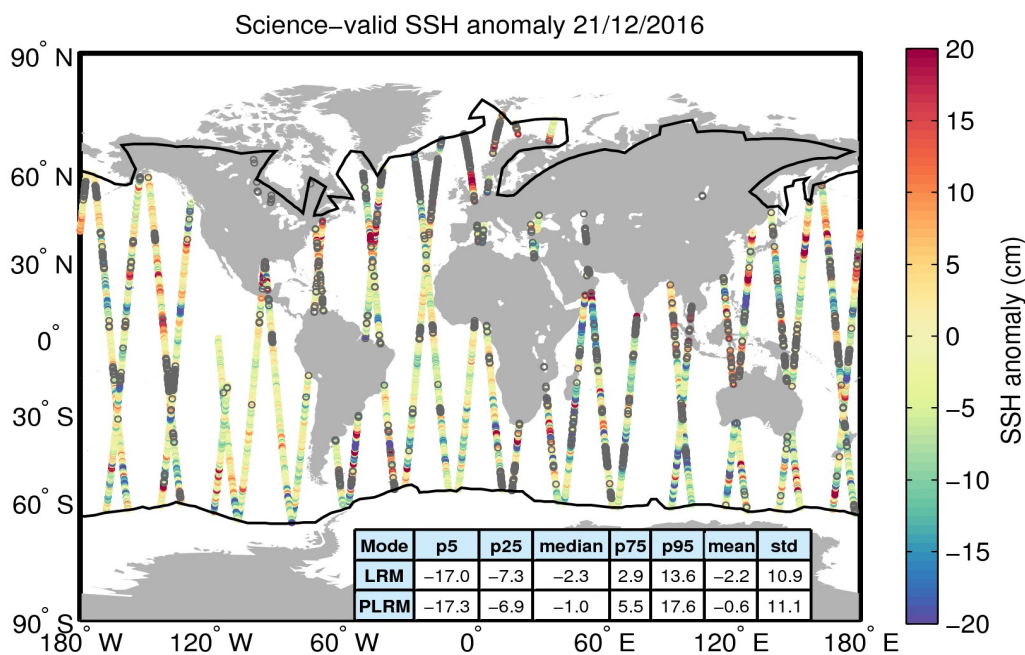 Science−valid SSH anomaly 21/12/2016
90° N
60° N
30° N
0°
30° S
60° S
90° S
180° W
120° W
60° W
0°
60° E
120° E
180° E
Mode p5 p25 median p75 p95 mean std
LRM −17.0 −7.3 −2.3 2.9 13.6 −2.2 10.9
PLRM −17.3 −6.9 −1.0 5.5 17.6 −0.6 11.1
20
15
10
5
0
−5
−10
−15
−20
SSH anomaly (cm)